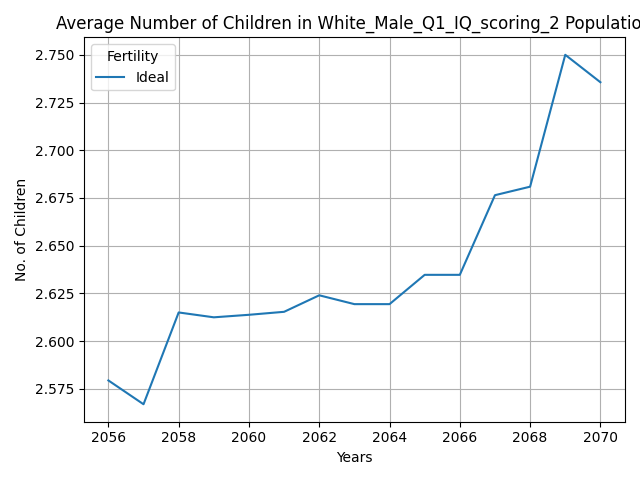 Average Number of Children in White_Male_Q1_IQ_scoring_2 Populatio
Fertility
Ideal
2.750
2.725
2.700
2.675
2.650
2.625
2.600
2.575
No. of Children
2056 2058 2060 2062 2064 2066 2068 2070
Years